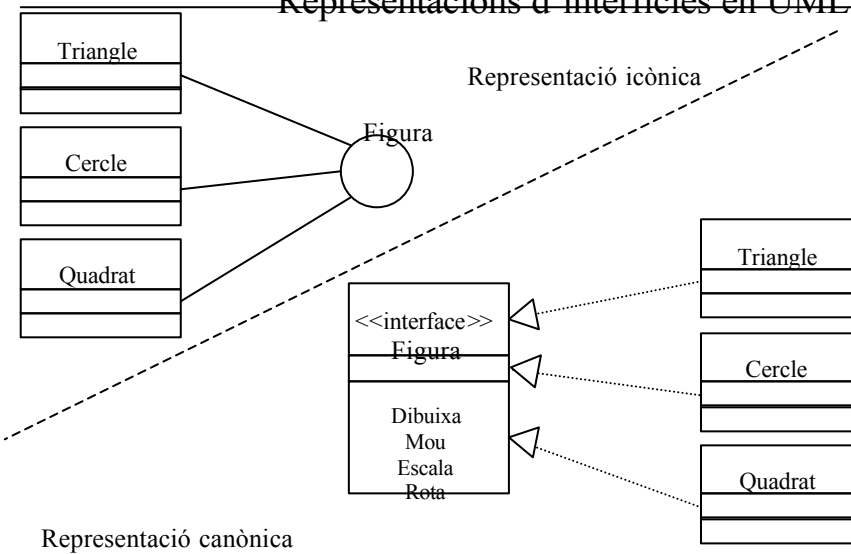 Representacions d'interfícies en UML
Triangle
Representació icònica
Figura
Cercle
Quadrat
<<interface>>
Figura
Dibuixa
Mou
Escala
Rota
Triangle
Cercle
Quadrat
Representació canònica